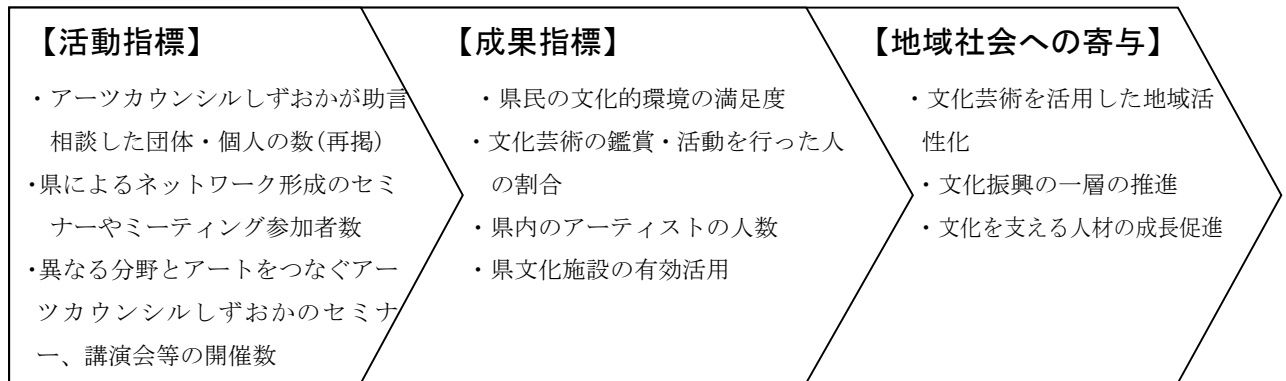 【活動指標】
・アーツカウンシルしずおかが助言
相談した団体・個人の数(再掲)
・県によるネットワーク形成のセミ
ナーやミーティング参加者数
・異なる分野とアートをつなぐアー
ツカウンシルしずおかのセミナ
ー、講演会等の開催数
【成果指標】
・県民の文化的環境の満足度
・文化芸術の鑑賞・活動を行った人
の割合
・県内のアーティストの人数
・県文化施設の有効活用
【地域社会への寄与】
・文化芸術を活用した地域活
性化
・文化振興の一層の推進
・文化を支える人材の成長促進